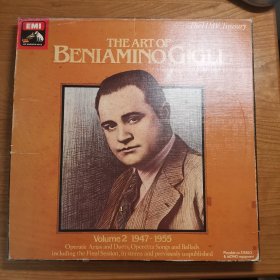 EMI
The HMV Treasury
THE ART OF
BENIAMINO GIGLI
Volume 2 1947-1955
Operatic Arias and Duets, Operetta Songs and Ballads
including the Final Session, in stereo and previously unpublished